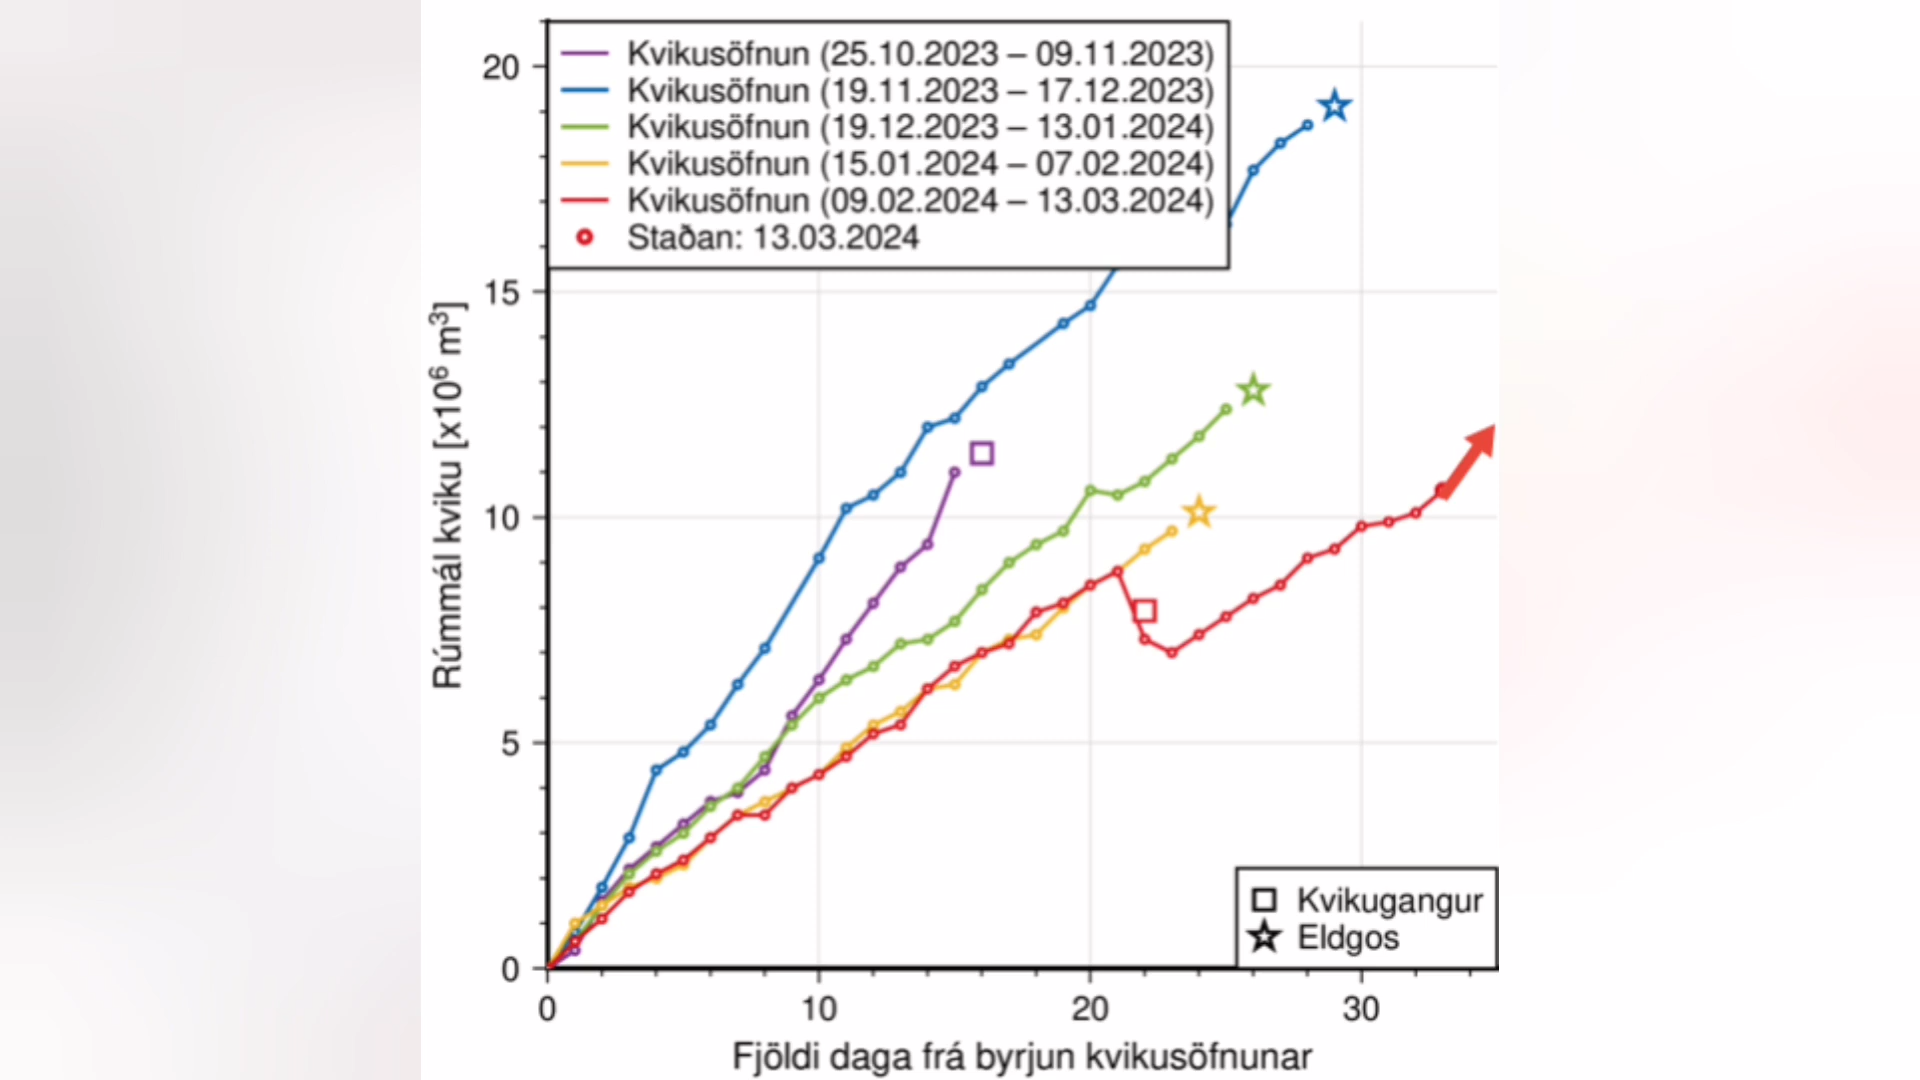 Kvikusöfnun (25.10.2023 – 09.11.2023)
Kvikusöfnun (19.11.2023 – 17.12.2023)
Kvikusöfnun (19.12.2023 – 13.01.2024)
Kvikusöfnun (15.01.2024 – 07.02.2024)
Kvikusöfnun (09.02.2024 – 13.03.2024)
Staðan: 13.03.2024
Rúmmál kviku [x10⁶ m³]
20
15
10
5
0
Kvikugangur
Eldgos
0 10 20 30
Fjöldi daga frá byrjun kvikusöfnunar